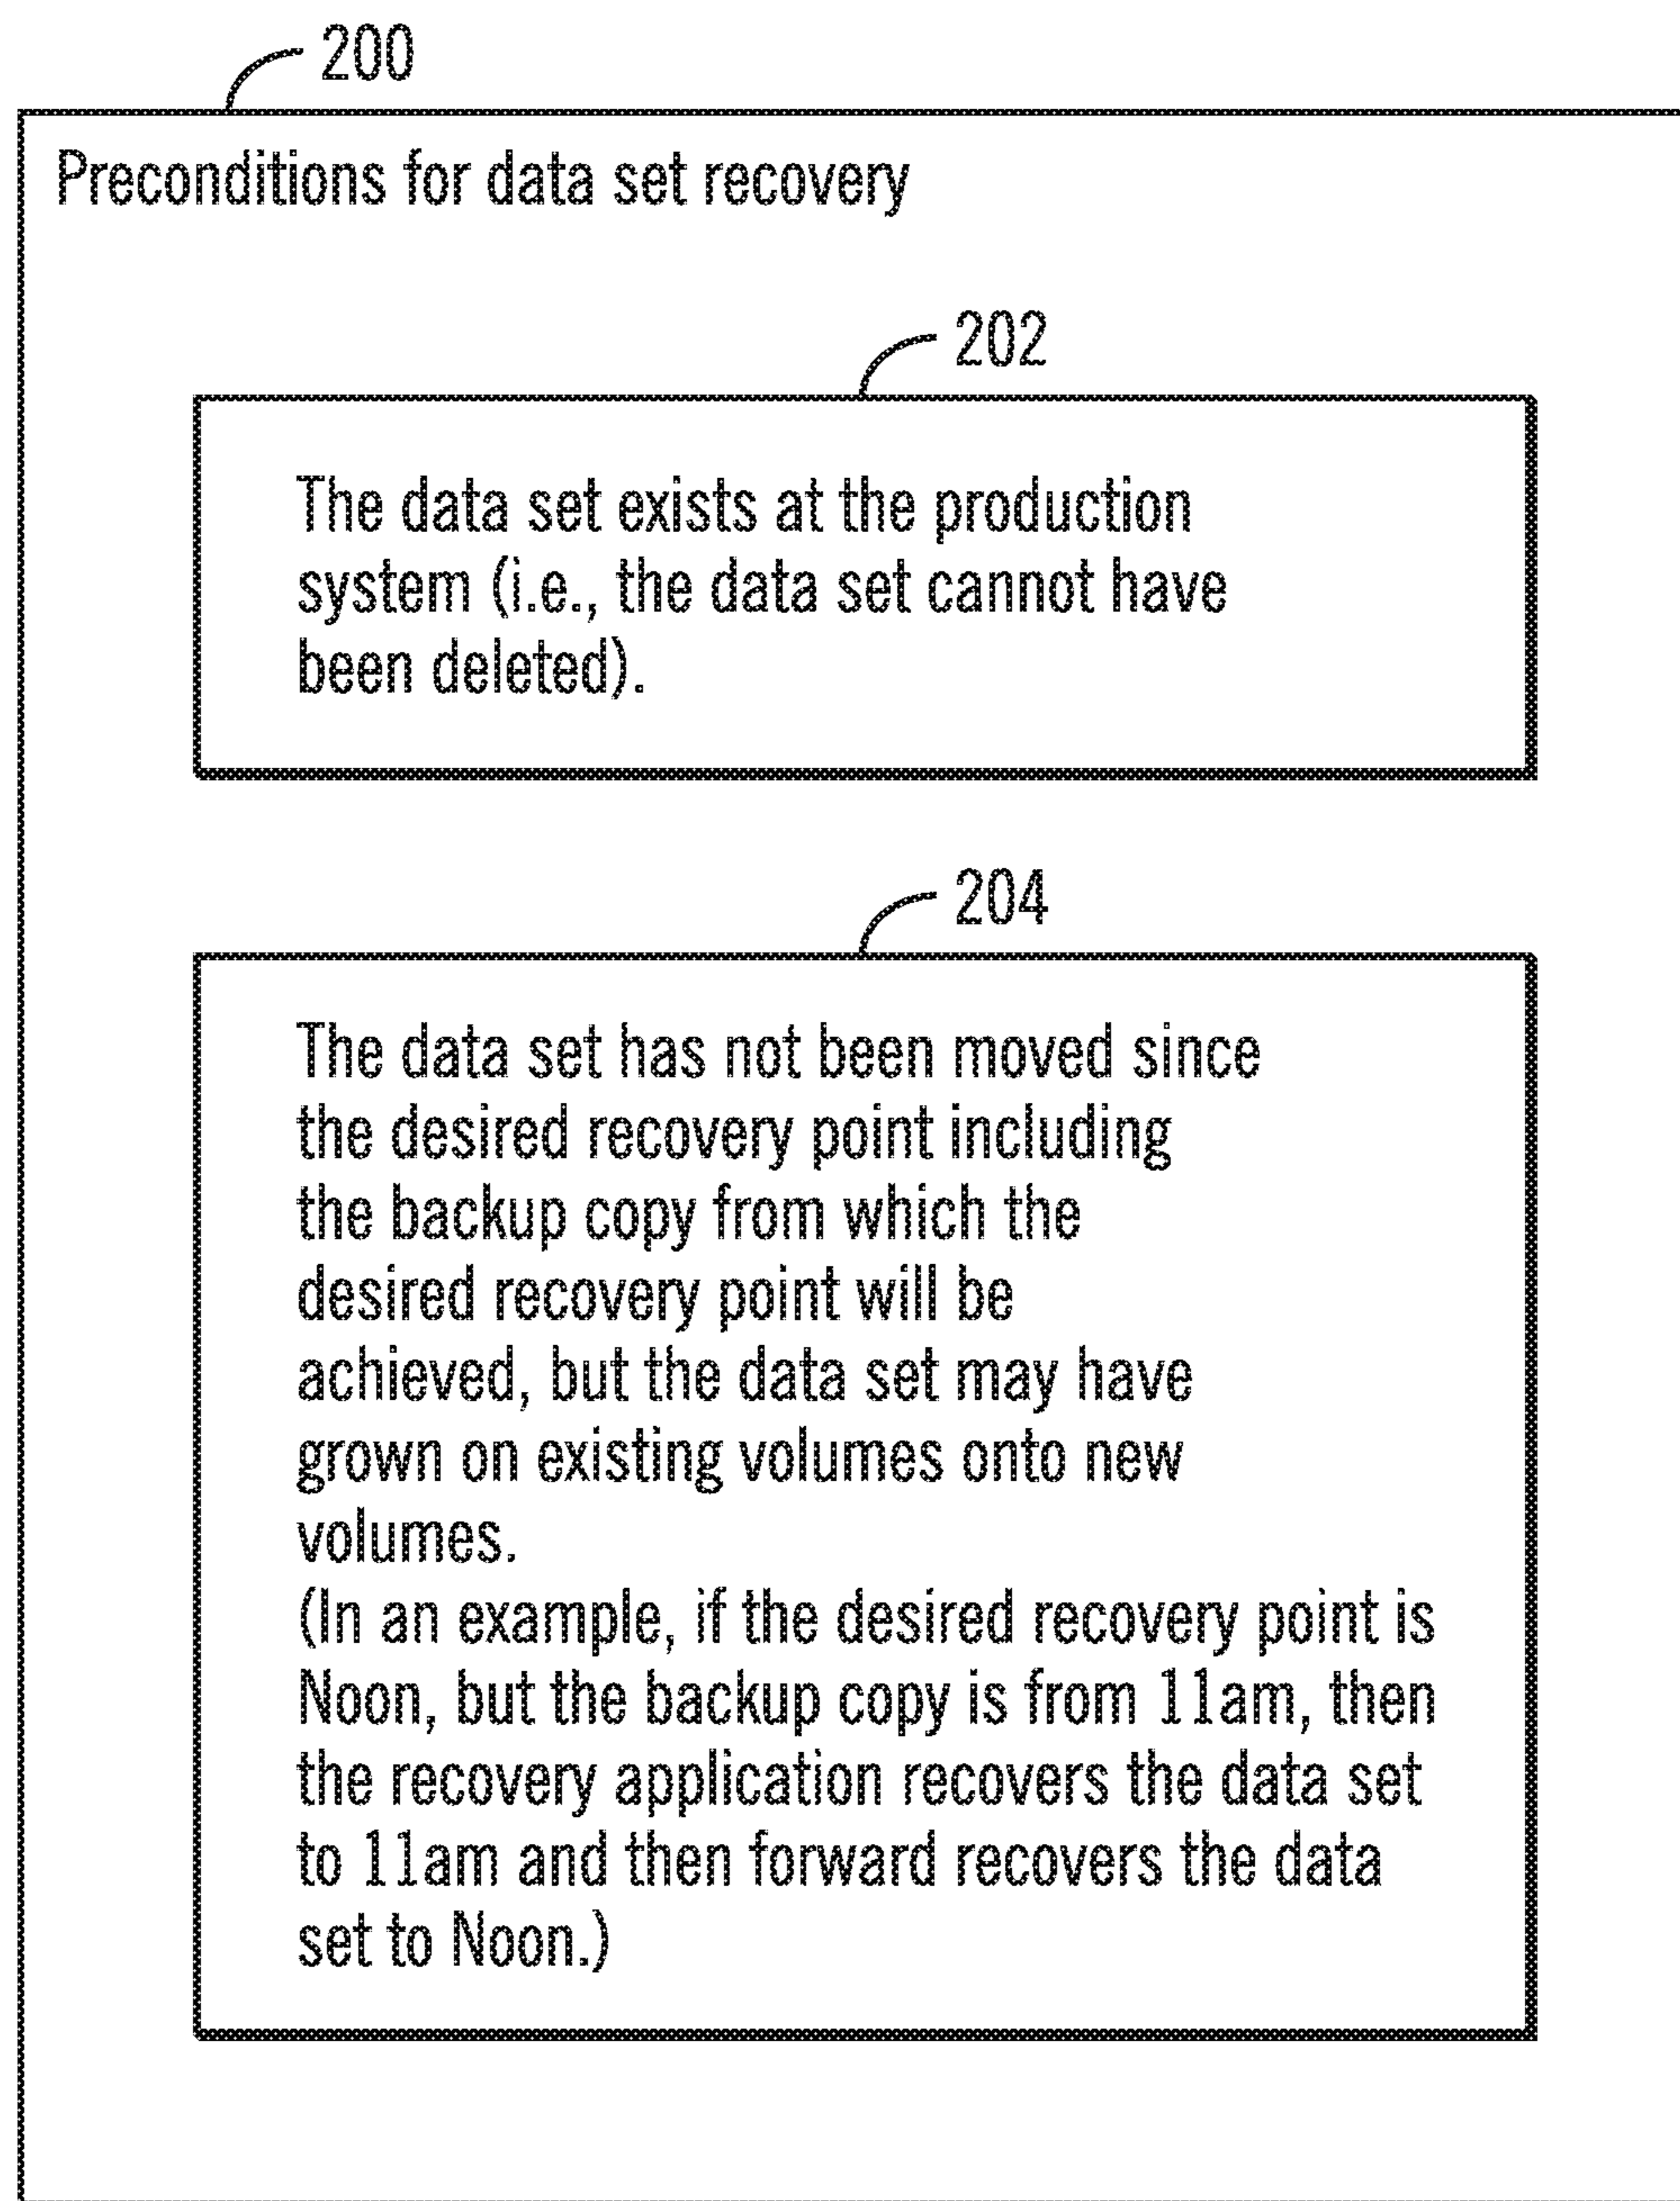 200
Preconditions for data set recovery
202
The data set exists at the production
system (i.e., the data set cannot have
been deleted).
204
The data set has not been moved since
the desired recovery point including
the backup copy from which the
desired recovery point will be
achieved, but the data set may have
grown on existing volumes onto new
volumes.
(In an example, if the desired recovery point is
Noon, but the backup copy is from 11am, then
the recovery application recovers the data set
to 11am and then forward recovers the data
set to Noon.)